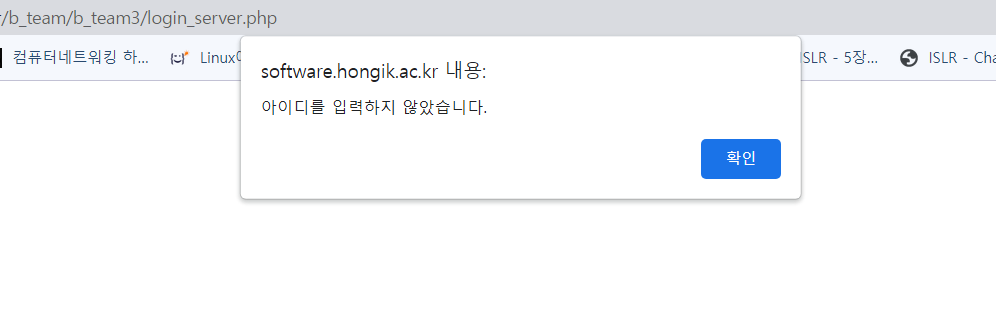 /b_team/b_team3/login_server.php
컴퓨터네트워킹 하... Linux ISLR - 5장... ISLR - Cha
software.hongik.ac.kr 내용:
아이디를 입력하지 않았습니다.
확인